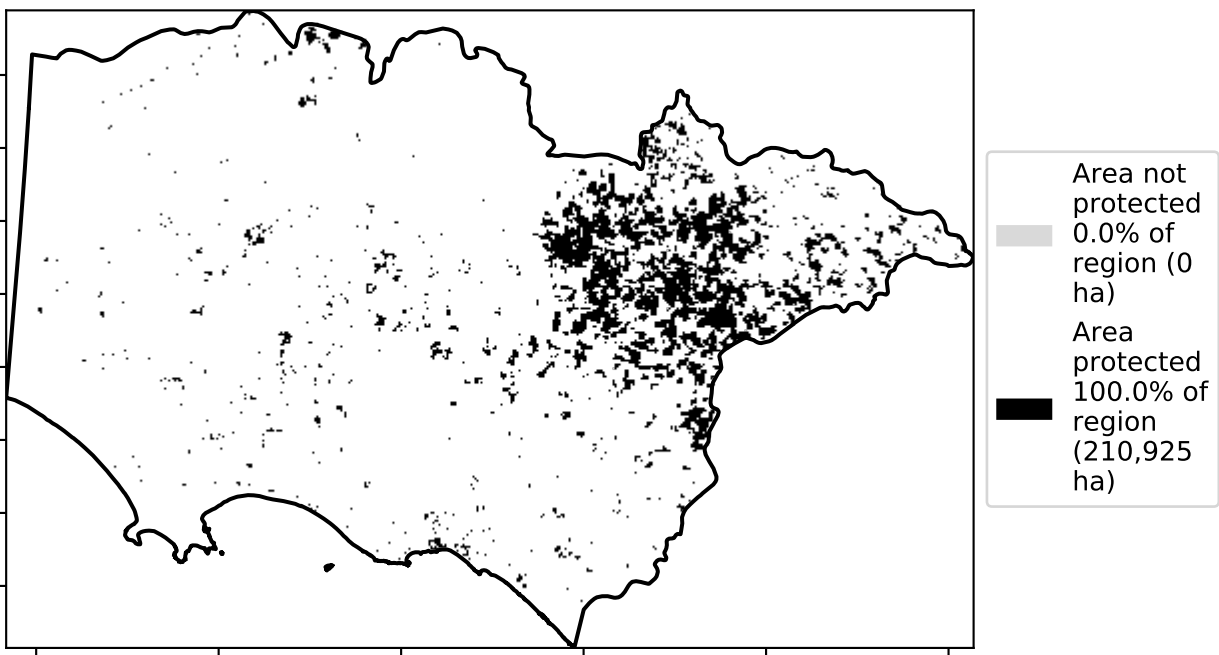 Area not
protected
0.0% of
region (0
ha)
Area
protected
100.0% of
region
(210,925
ha)